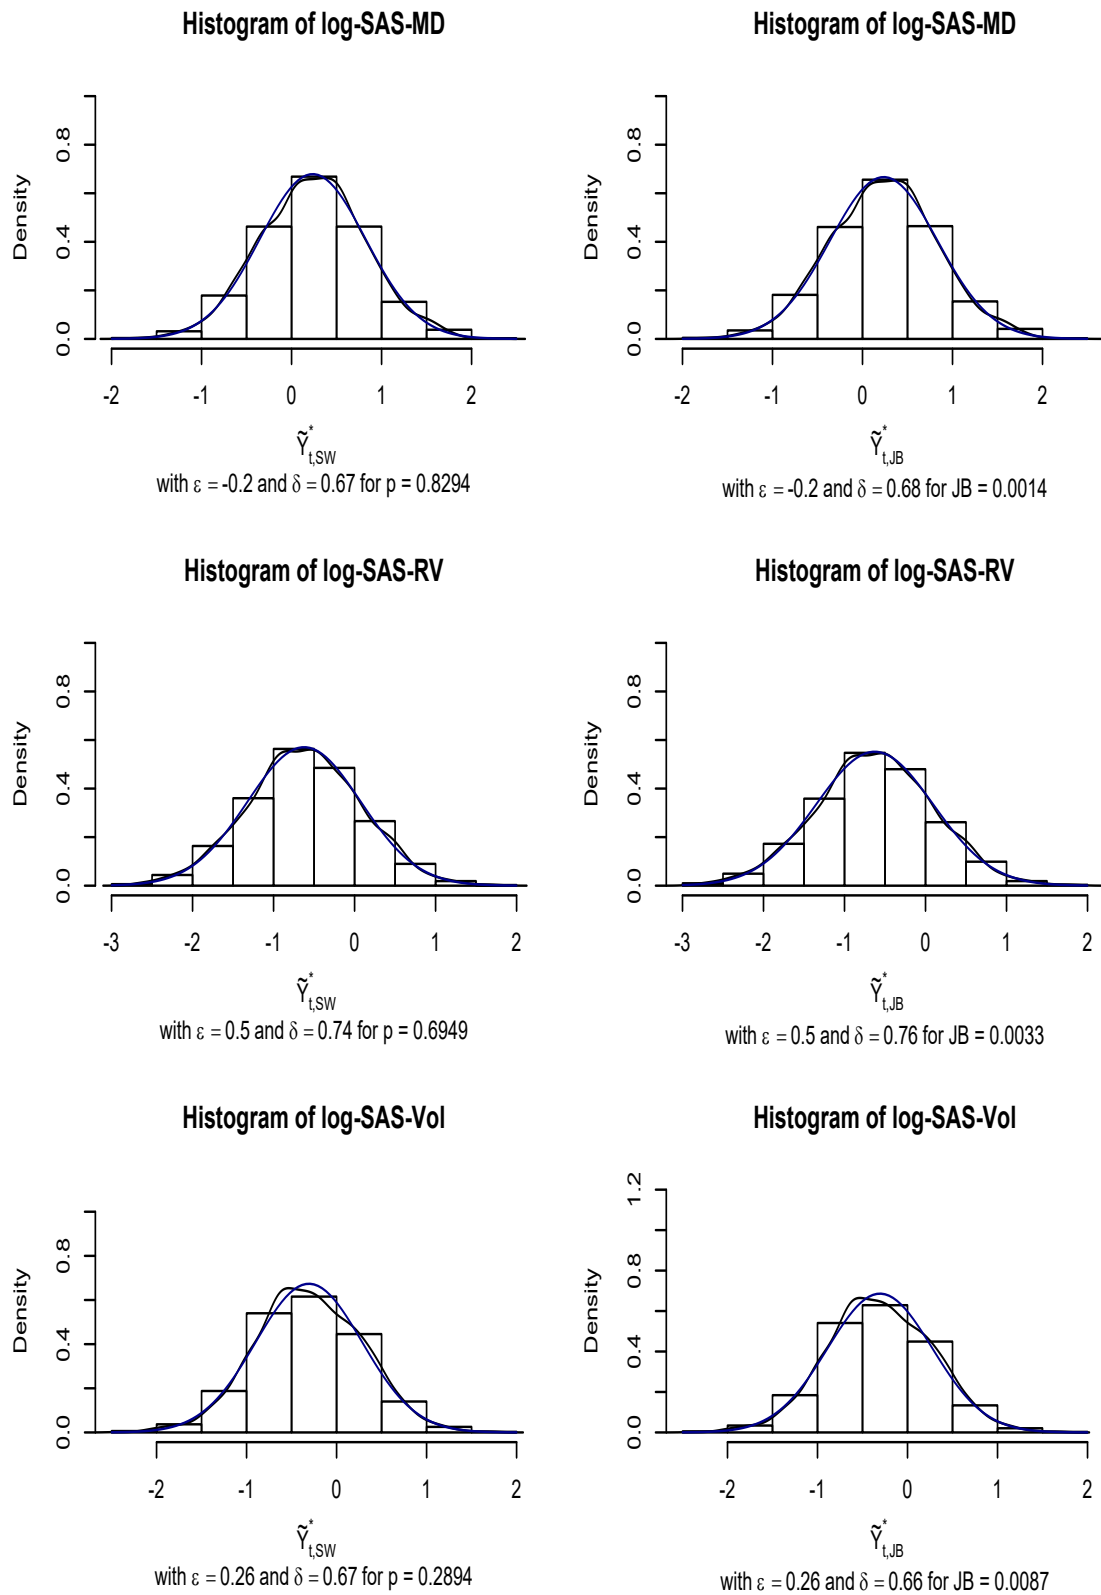 Histogram of log-SAS-MD
Density
0.0 0.4 0.8
-2 -1 0 1 2
Ỹ*t,SW
with ε = -0.2 and δ = 0.67 for p = 0.8294
Histogram of log-SAS-MD
Density
0.0 0.4 0.8
-2 -1 0 1 2
Ỹ*t,JB
with ε = -0.2 and δ = 0.68 for JB = 0.0014
Histogram of log-SAS-RV
Density
0.0 0.4 0.8
-3 -2 -1 0 1 2
Ỹ*t,SW
with ε = 0.5 and δ = 0.74 for p = 0.6949
Histogram of log-SAS-RV
Density
0.0 0.4 0.8
-3 -2 -1 0 1 2
Ỹ*t,JB
with ε = 0.5 and δ = 0.76 for JB = 0.0033
Histogram of log-SAS-Vol
Density
0.0 0.4 0.8
-2 -1 0 1 2
Ỹ*t,SW
with ε = 0.26 and δ = 0.67 for p = 0.2894
Histogram of log-SAS-Vol
Density
0.0 0.4 0.8 1.2
-2 -1 0 1 2
Ỹ*t,JB
with ε = 0.26 and δ = 0.66 for JB = 0.0087